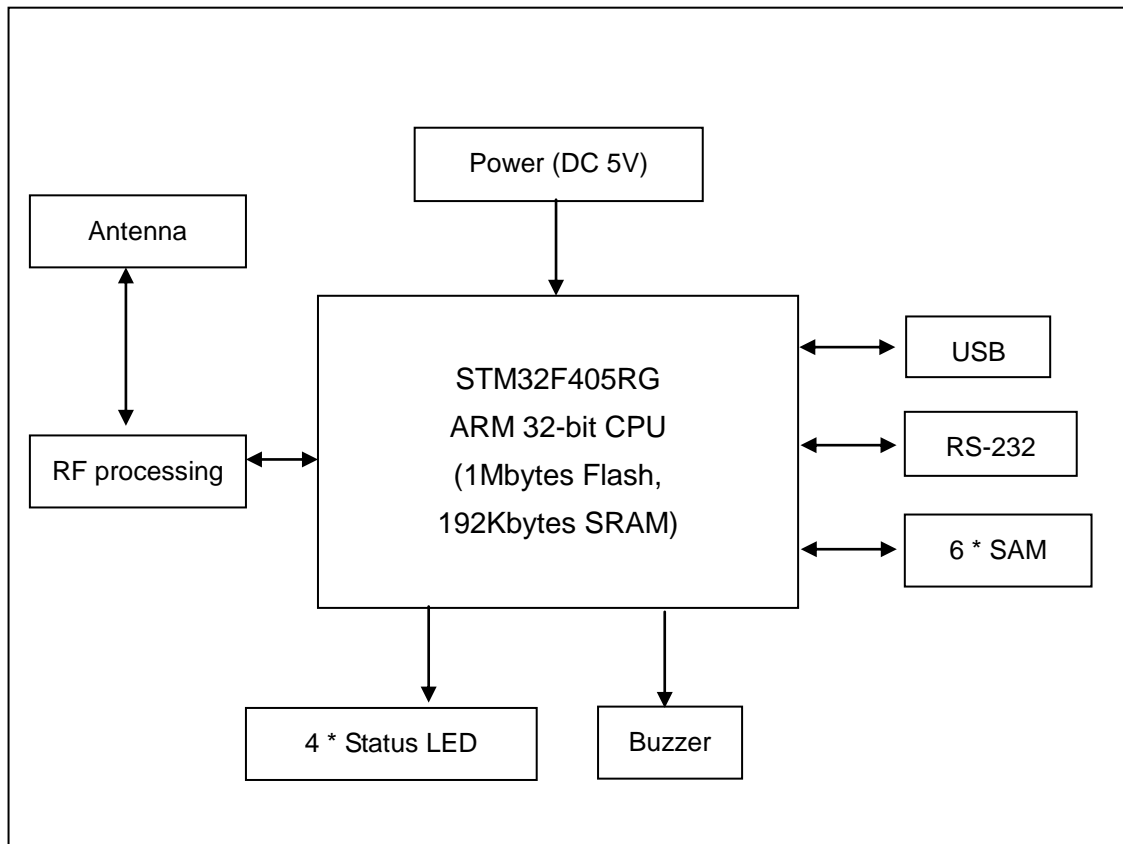 Power (DC 5V)
Antenna
STM32F405RG
ARM 32-bit CPU
(1Mbytes Flash,
192Kbytes SRAM)
USB
RS-232
RF processing
6 * SAM
4 * Status LED
Buzzer